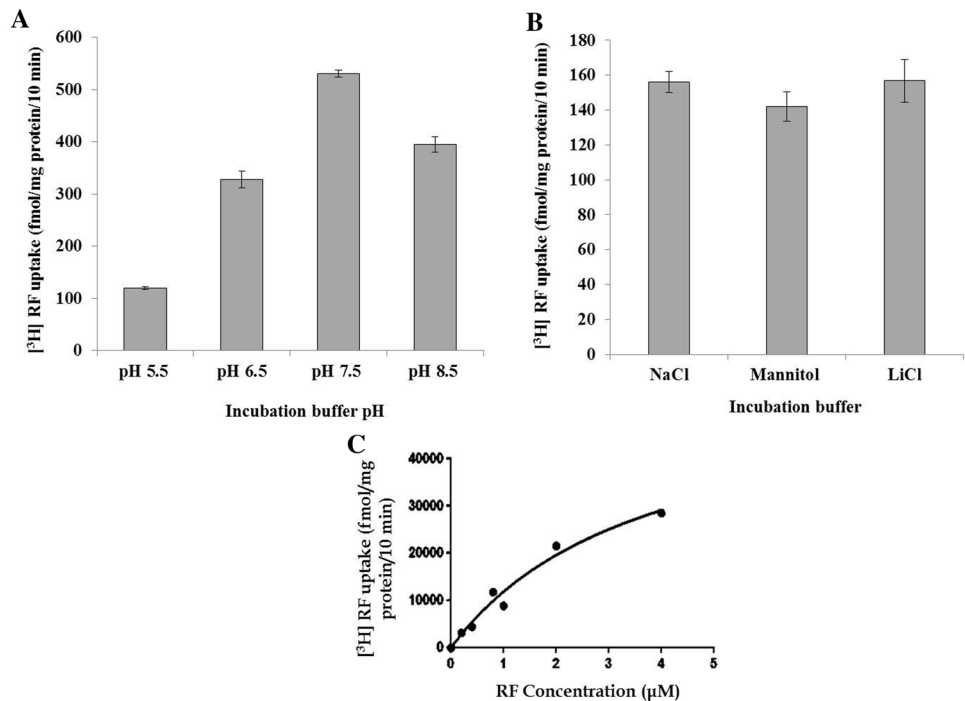 A
[³H] RF uptake (fmol/mg protein/10 min)
600
500
400
300
200
100
0
pH 5.5 pH 6.5 pH 7.5 pH 8.5
Incubation buffer pH
B
[³H] RF uptake (fmol/mg protein/10 min)
180
160
140
120
100
80
60
40
20
0
NaCl Mannitol LiCl
Incubation buffer
C
[³H] RF uptake (fmol/mg
protein/10 min)
40000
30000
20000
10000
0
0 1 2 3 4 5
RF Concentration (µM)